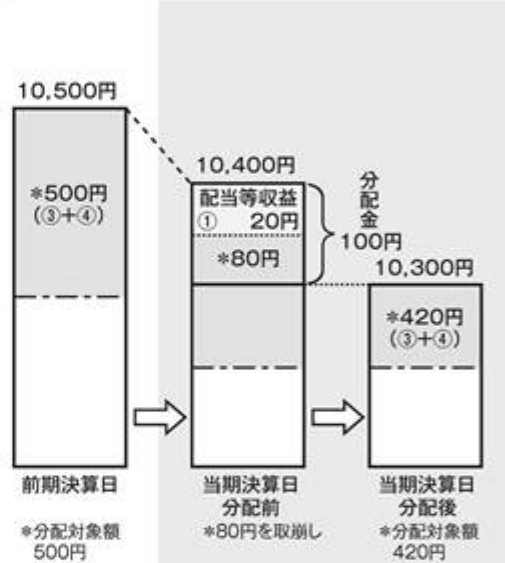 10,500円
*500円
(③+④)
前期決算日
*分配対象額
500円
10,400円
配当等収益
① 20円
*80円
分配金
100円
当期決算日
分配前
*80円を取崩し
10,300円
*420円
(③+④)
当期決算日
分配後
*分配対象額
420円